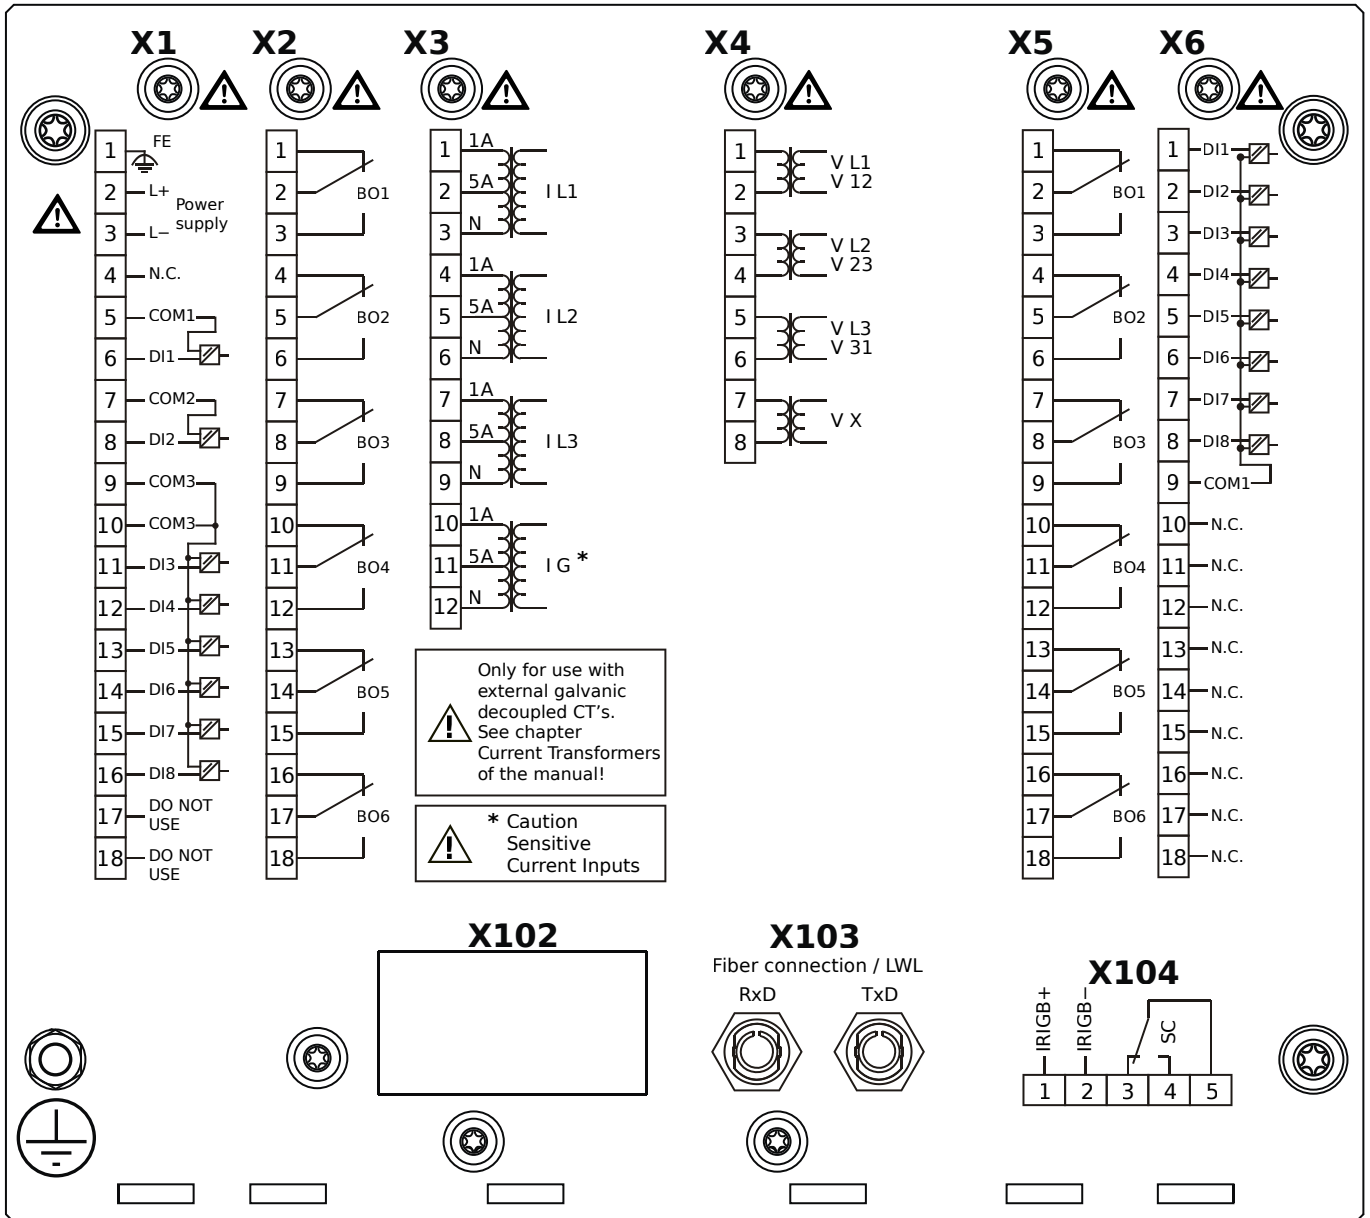 X1
X2
X3
X4
X5
X6
1 FE
2 L+
Power
supply
3 L−
4 N.C.
5 COM1
6 DI1
7 COM2
8 DI2
9 COM3
10 COM3
11 DI3
12 DI4
13 DI5
14 DI6
15 DI7
16 DI8
17 DO NOT
USE
18 DO NOT
USE
1
2 BO1
3
4
5 BO2
6
7
8 BO3
9
10
11 BO4
12
13
14 BO5
15
16
17 BO6
18
1 1A
2 5A I L1
3 N
4 1A
5 5A I L2
6 N
7 1A
8 5A I L3
9 N
10 1A
11 5A I G *
12 N
Only for use with
external galvanic
decoupled CT's.
See chapter
Current Transformers
of the manual!
* Caution
Sensitive
Current Inputs
1 V L1
2 V 12
3 V L2
4 V 23
5 V L3
6 V 31
7 V X
8
1
2 BO1
3
4
5 BO2
6
7
8 BO3
9
10
11 BO4
12
13
14 BO5
15
16
17 BO6
18
1 DI1
2 DI2
3 DI3
4 DI4
5 DI5
6 DI6
7 DI7
8 DI8
9 COM1
10 N.C.
11 N.C.
12 N.C.
13 N.C.
14 N.C.
15 N.C.
16 N.C.
17 N.C.
18 N.C.
X102
X103
Fiber connection / LWL
RxD TxD
X104
IRIGB+
IRIGB−
SC
1 2 3 4 5